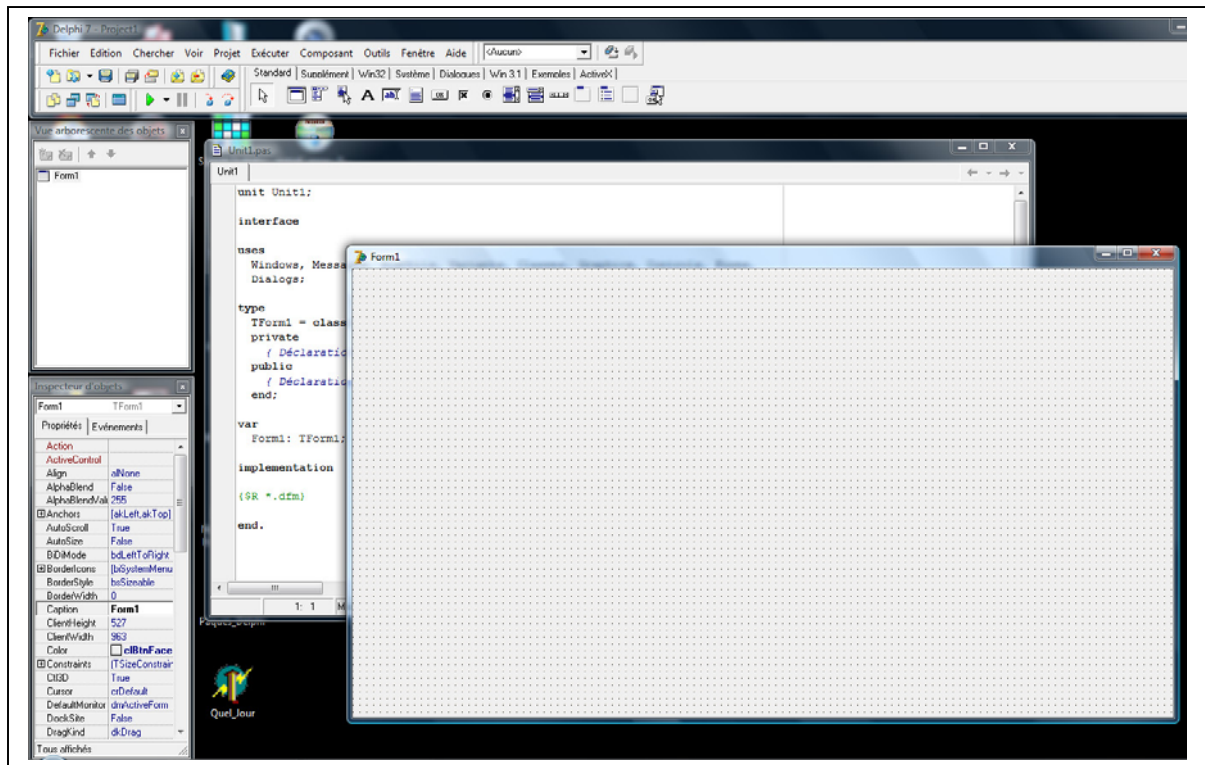 Delphi 7 - Project1
Fichier Edition Chercher Voir Projet Exécuter Composant Outils Fenêtre Aide <Aucun>
Standard Supplément Win32 Système Dialogues Win 3.1 Exemples ActiveX
Vue arborescente des objets
Form1
Unit1.pas
Unit1
unit Unit1;
interface
uses
Windows, Messa
Dialogs;
type
TForm1 = class
private
{ Déclaratio
public
{ Déclaratio
end;
var
Form1: TForm1;
implementation
{$R *.dfm}
end.
1: 1 M
Form1
Inspecteur d'objets
Form1 TForm1
Propriétés Evénements
Action
ActiveControl
Align alNone
AlphaBlend False
AlphaBlendVal 255
Anchors [akLeft,akTop]
AutoScroll True
AutoSize False
BiDiMode bdLeftToRight
BorderIcons [biSystemMenu
BorderStyle bsSizeable
BorderWidth 0
Caption Form1
ClientHeight 527
ClientWidth 963
Color clBtnFace
Constraints (TSizeConstrair
Ctl3D True
Cursor crDefault
DefaultMonitor dmActiveForm
DockSite False
DragKind dkDrag
Tous affichés
Quel_Jour